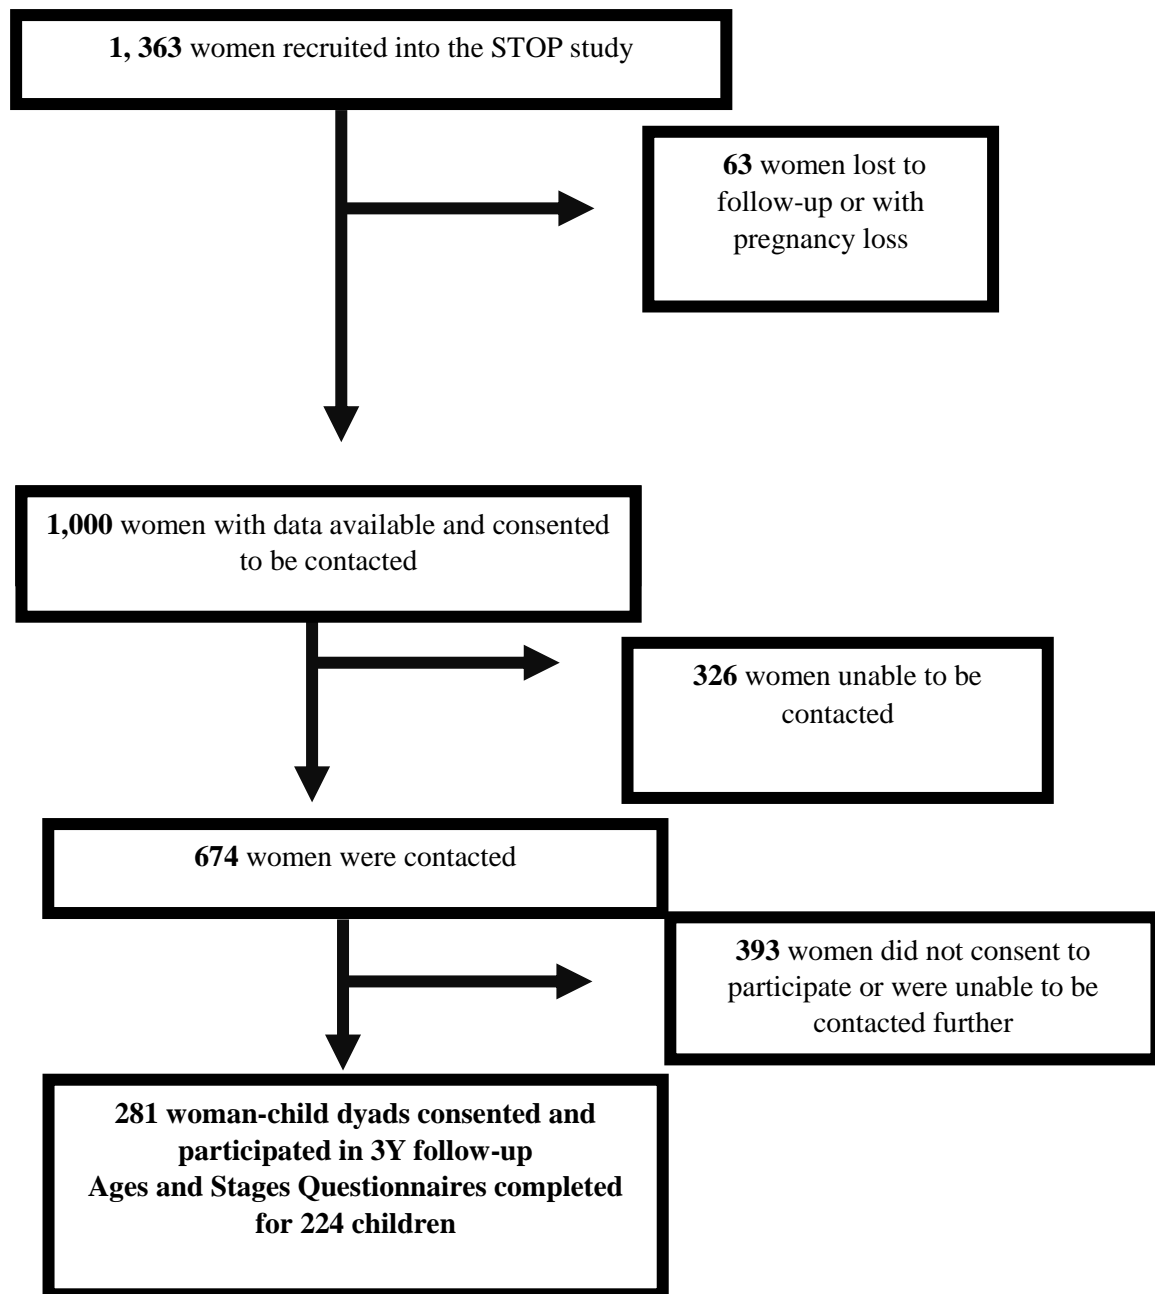 1, 363 women recruited into the STOP study
63 women lost to
follow-up or with
pregnancy loss
1,000 women with data available and consented
to be contacted
326 women unable to be
contacted
674 women were contacted
393 women did not consent to
participate or were unable to be
contacted further
281 woman-child dyads consented and
participated in 3Y follow-up
Ages and Stages Questionnaires completed
for 224 children